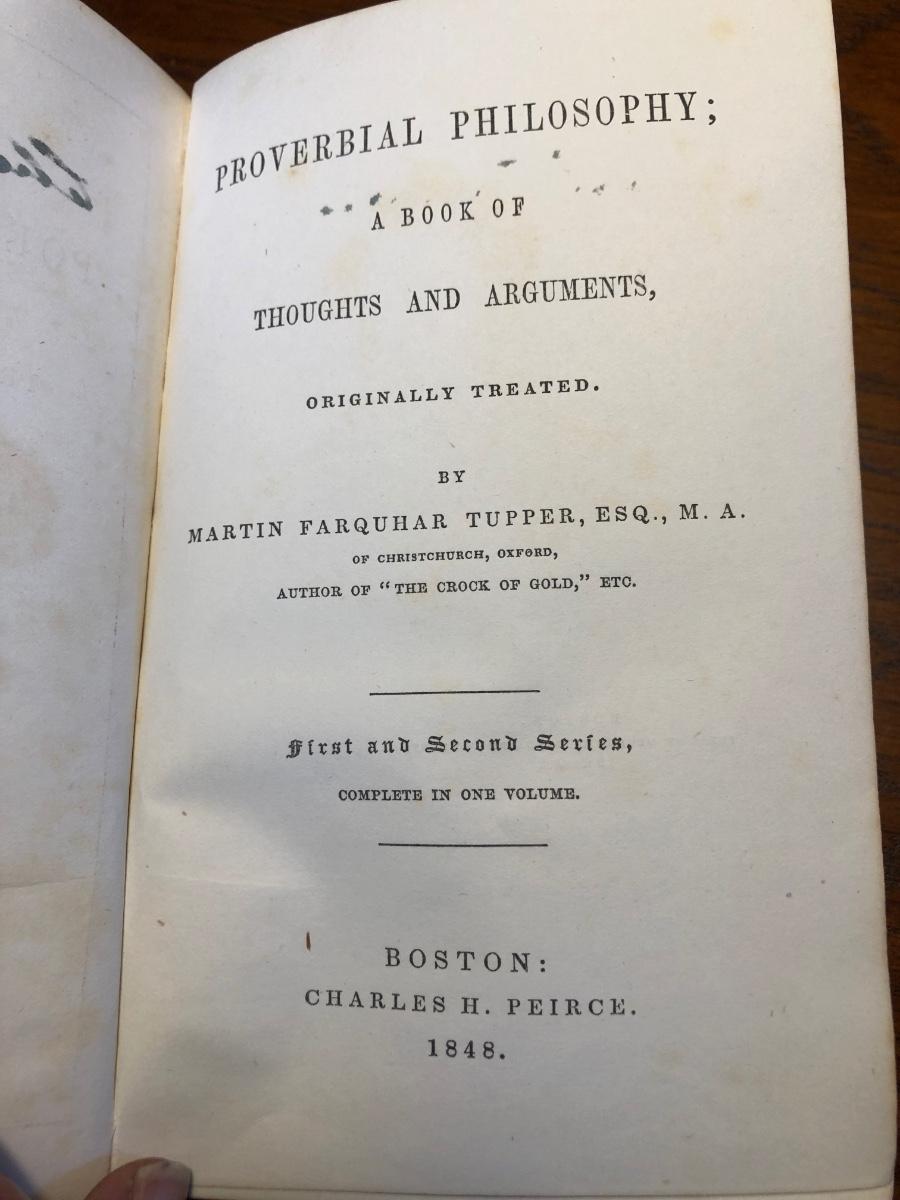 PROVERBIAL PHILOSOPHY;
A BOOK OF
THOUGHTS AND ARGUMENTS,
ORIGINALLY TREATED.
BY
MARTIN FARQUHAR TUPPER, ESQ., M. A.
OF CHRISTCHURCH, OXFORD,
AUTHOR OF “THE CROCK OF GOLD,” ETC.
First and Second Series,
COMPLETE IN ONE VOLUME.
BOSTON:
CHARLES H. PEIRCE.
1848.